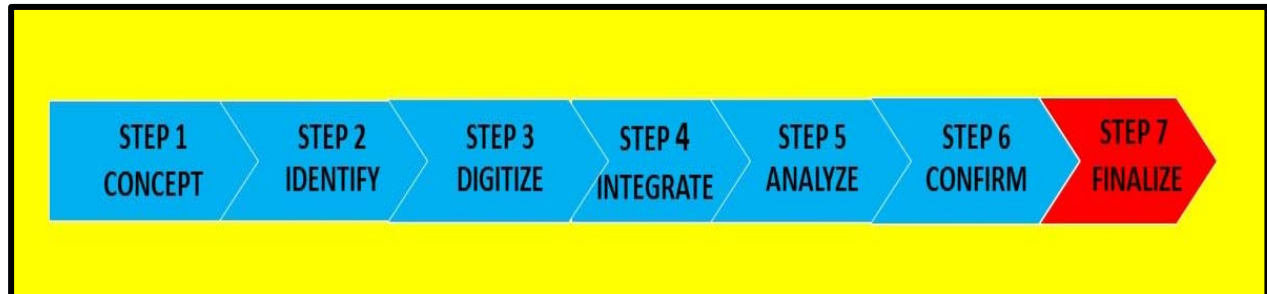 STEP 1
CONCEPT
STEP 2
IDENTIFY
STEP 3
DIGITIZE
STEP 4
INTEGRATE
STEP 5
ANALYZE
STEP 6
CONFIRM
STEP 7
FINALIZE